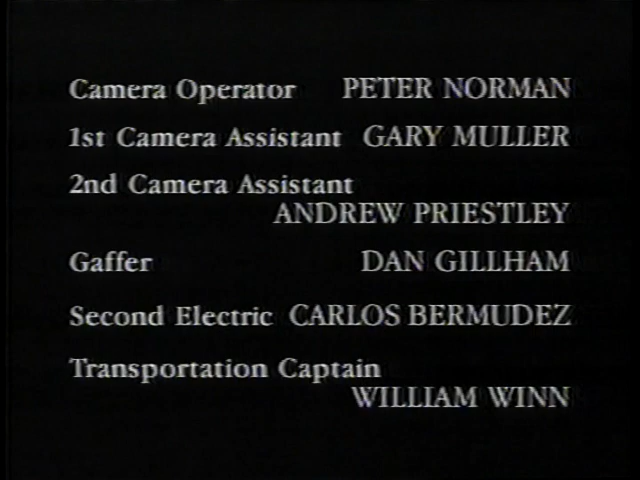 Camera Operator PETER NORMAN
1st Camera Assistant GARY MULLER
2nd Camera Assistant
ANDREW PRIESTLEY
Gaffer DAN GILLHAM
Second Electric CARLOS BERMUDEZ
Transportation Captain
WILLIAM WINN